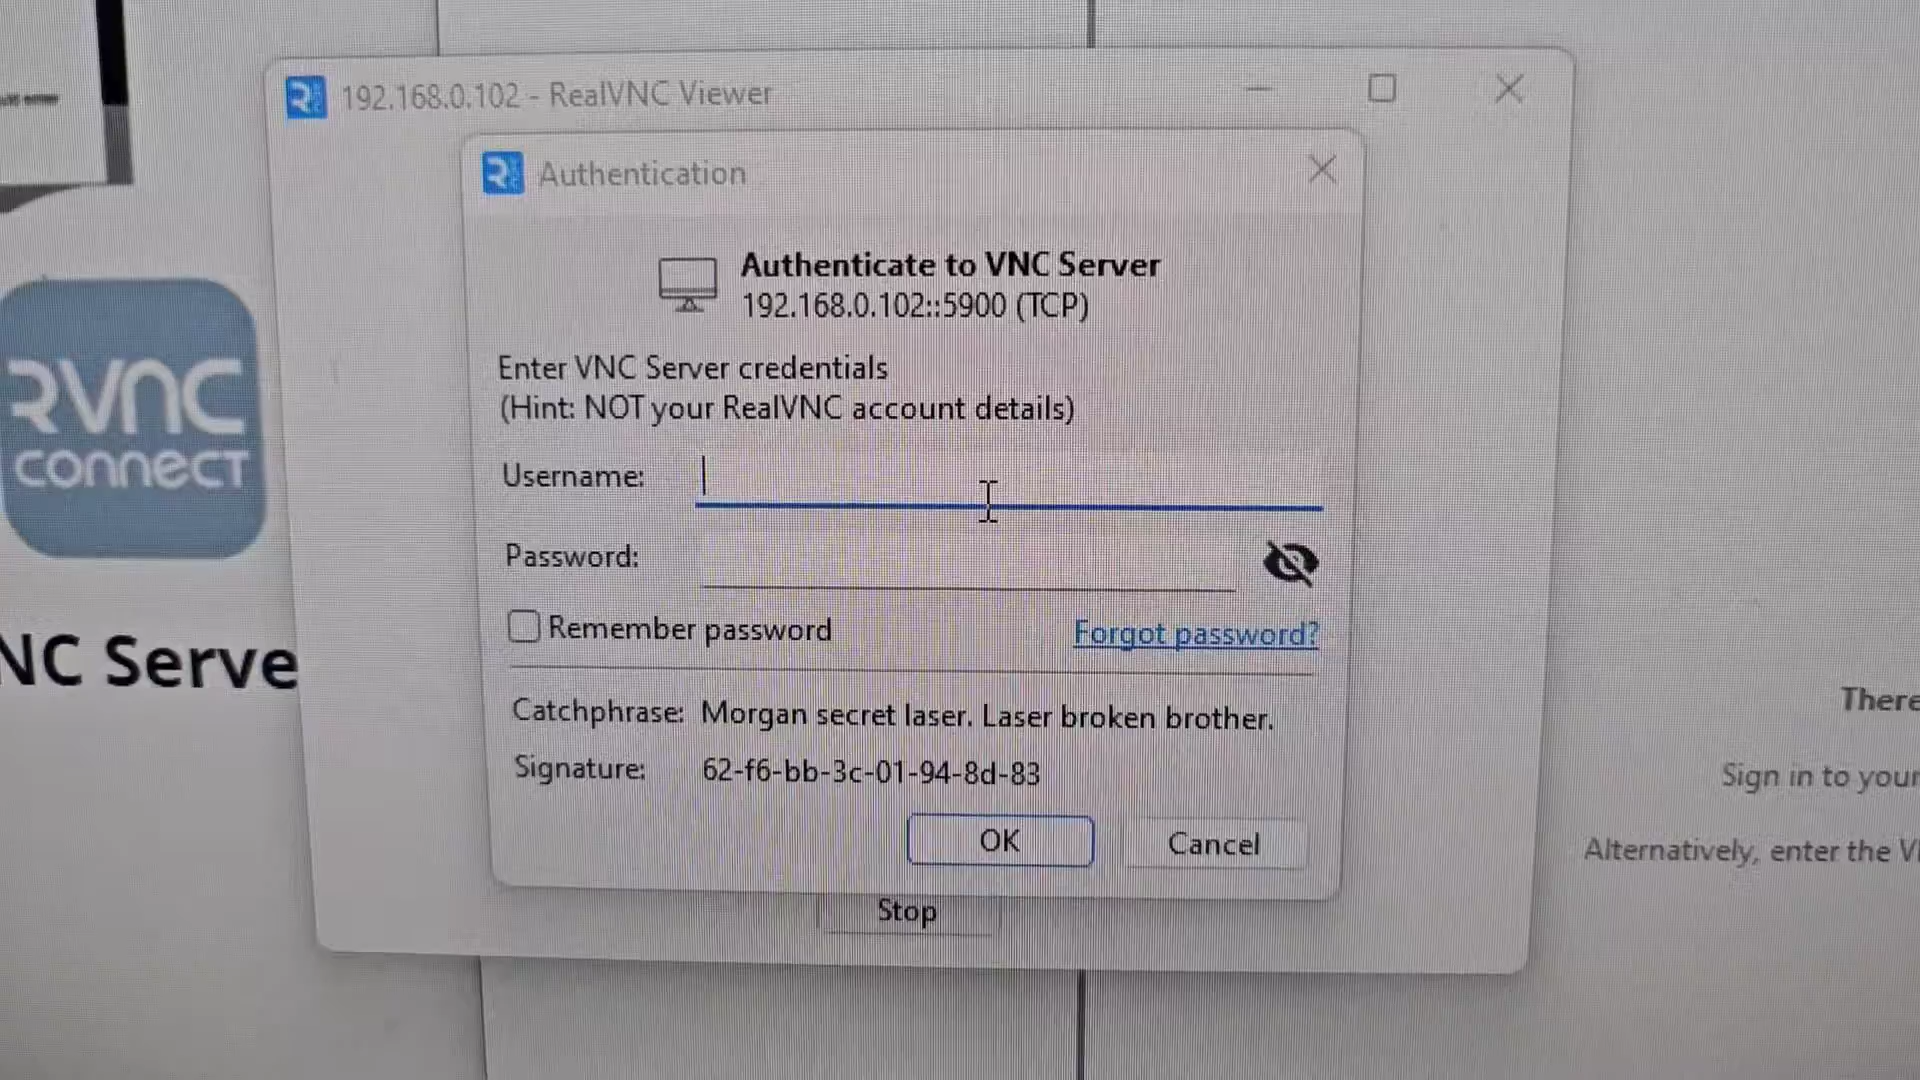 192.168.0.102 - RealVNC Viewer
Authentication
Authenticate to VNC Server
192.168.0.102::5900 (TCP)
Enter VNC Server credentials
(Hint: NOT your RealVNC account details)
Username:
Password:
Remember password
Forgot password?
Catchphrase: Morgan secret laser. Laser broken brother.
Signature: 62-f6-bb-3c-01-94-8d-83
OK
Cancel
Stop
RVNC
CONNECT
NC Serve
There
Sign in to your
Alternatively, enter the V